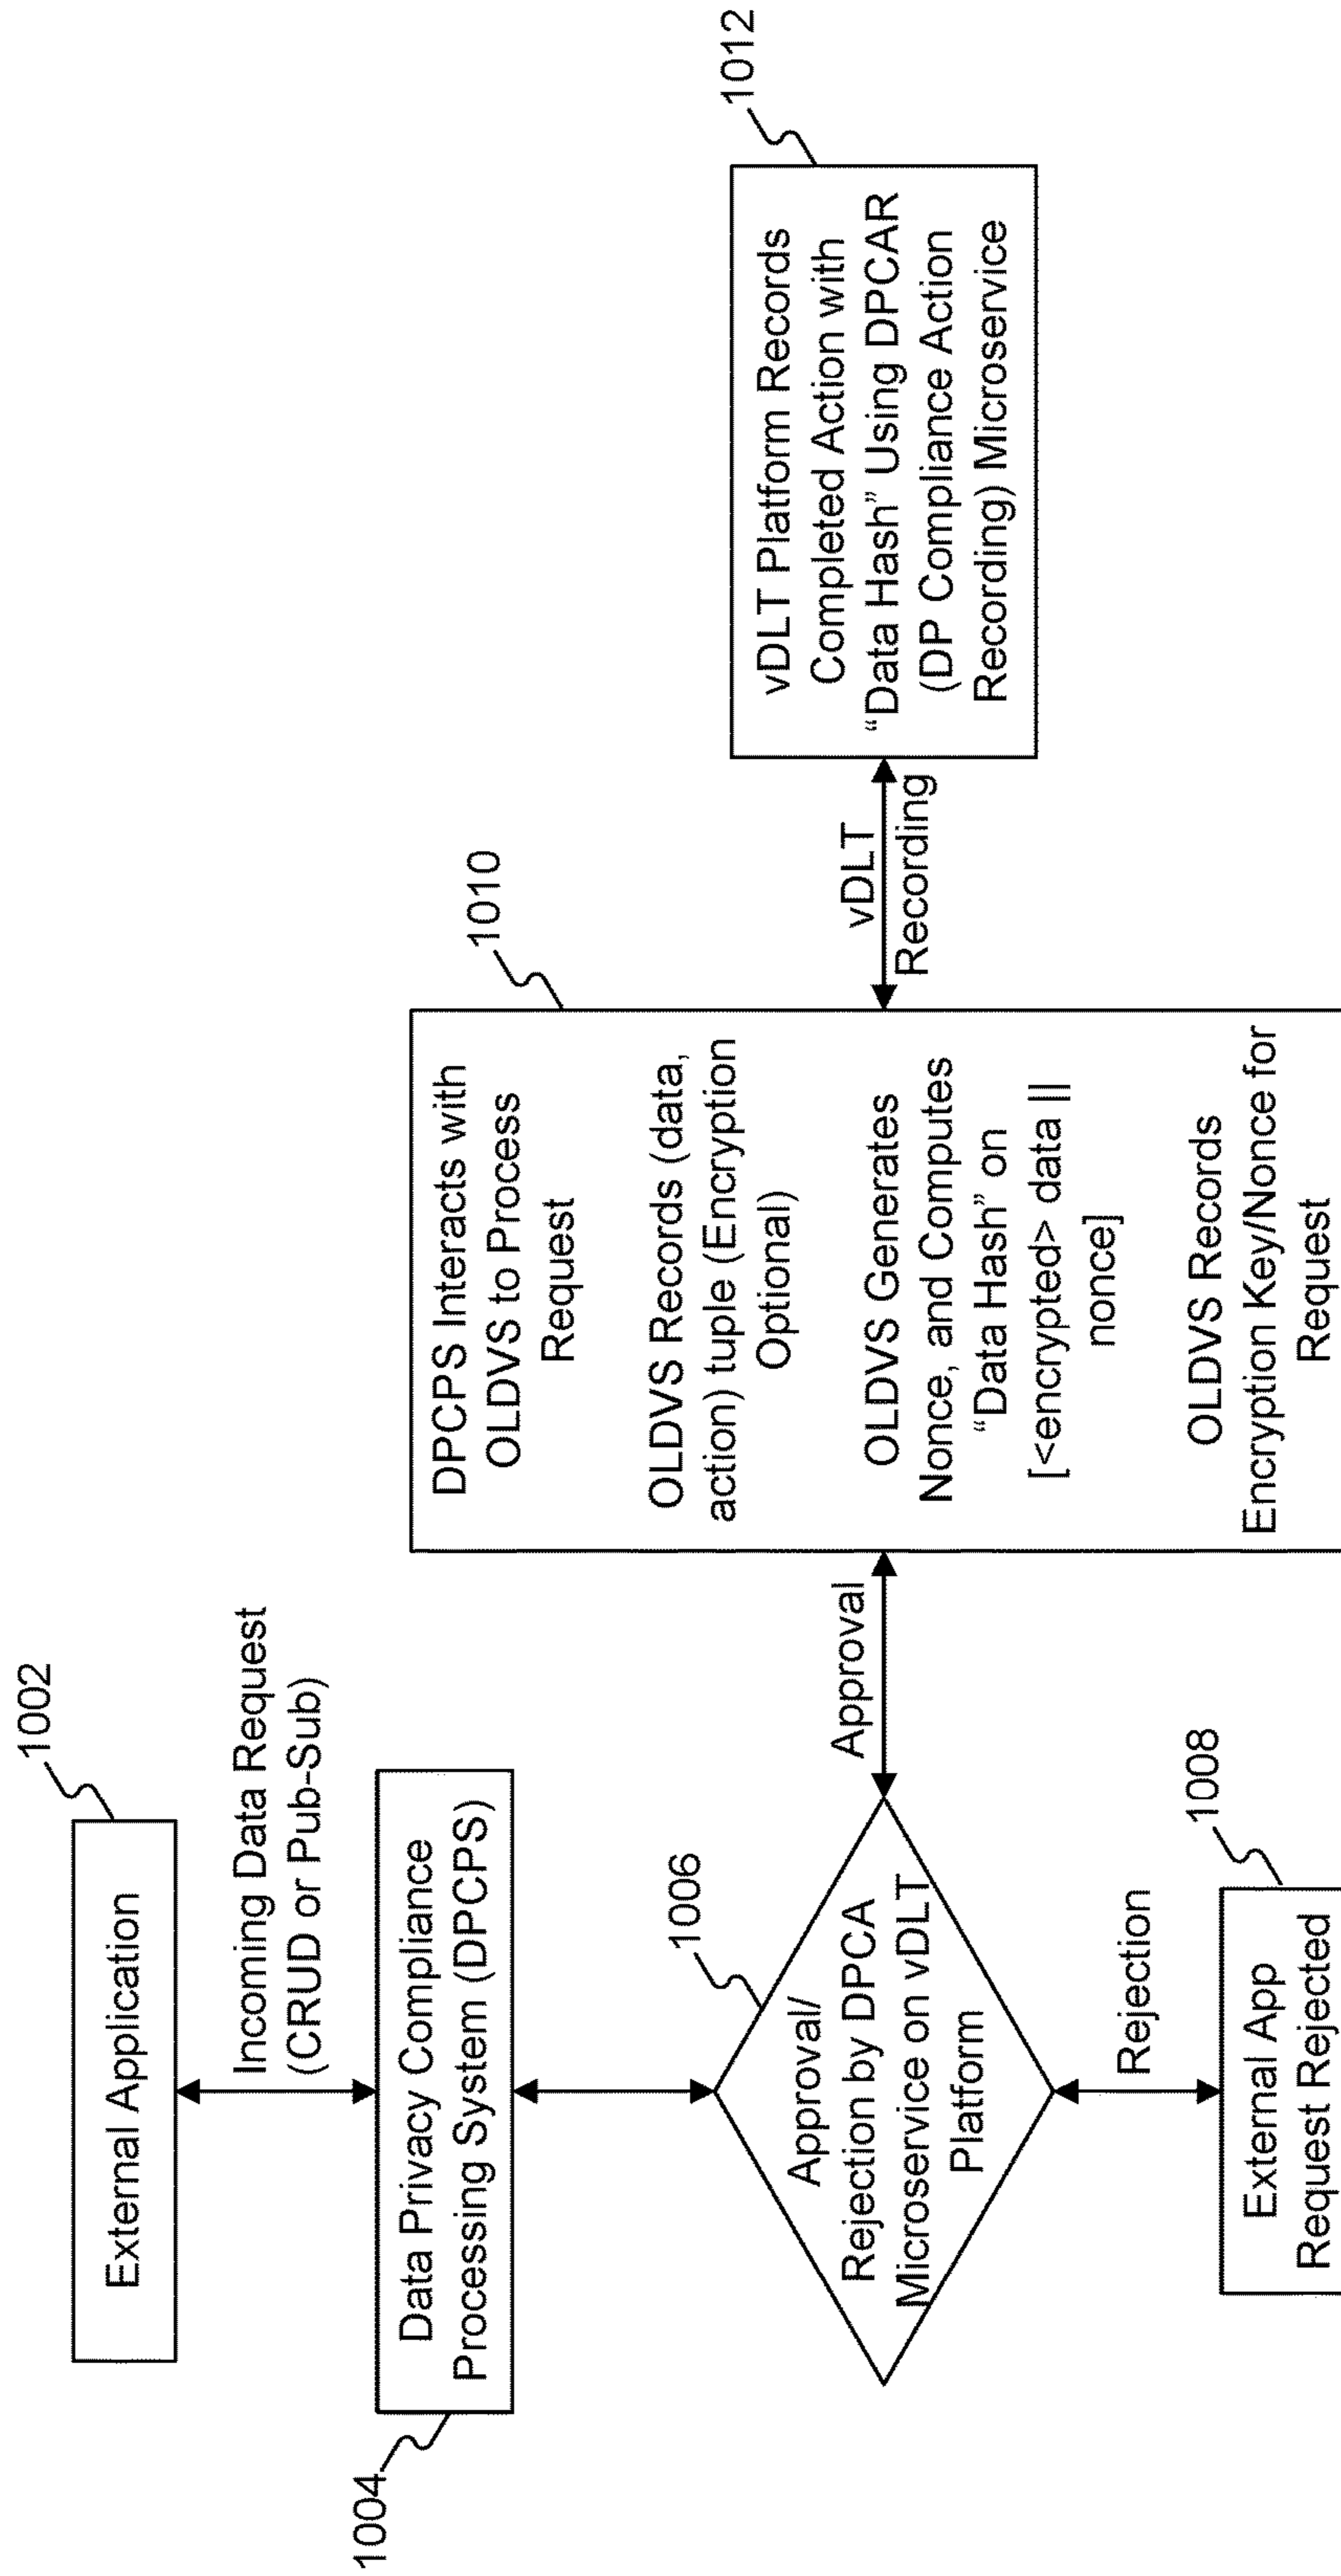 1002
External Application
Incoming Data Request
(CRUD or Pub-Sub)
1004
Data Privacy Compliance
Processing System (DPCPS)
1006
Approval/
Rejection by DPCA
Microservice on vDLT
Platform
Rejection
1008
External App
Request Rejected
Approval
1010
DPCPS Interacts with
OLDVS to Process
Request
OLDVS Records (data,
action) tuple (Encryption
Optional)
OLDVS Generates
Nonce, and Computes
“Data Hash” on
[<encrypted> data ||
nonce]
OLDVS Records
Encryption Key/Nonce for
Request
vDLT
Recording
1012
vDLT Platform Records
Completed Action with
“Data Hash” Using DPCAR
(DP Compliance Action
Recording) Microservice